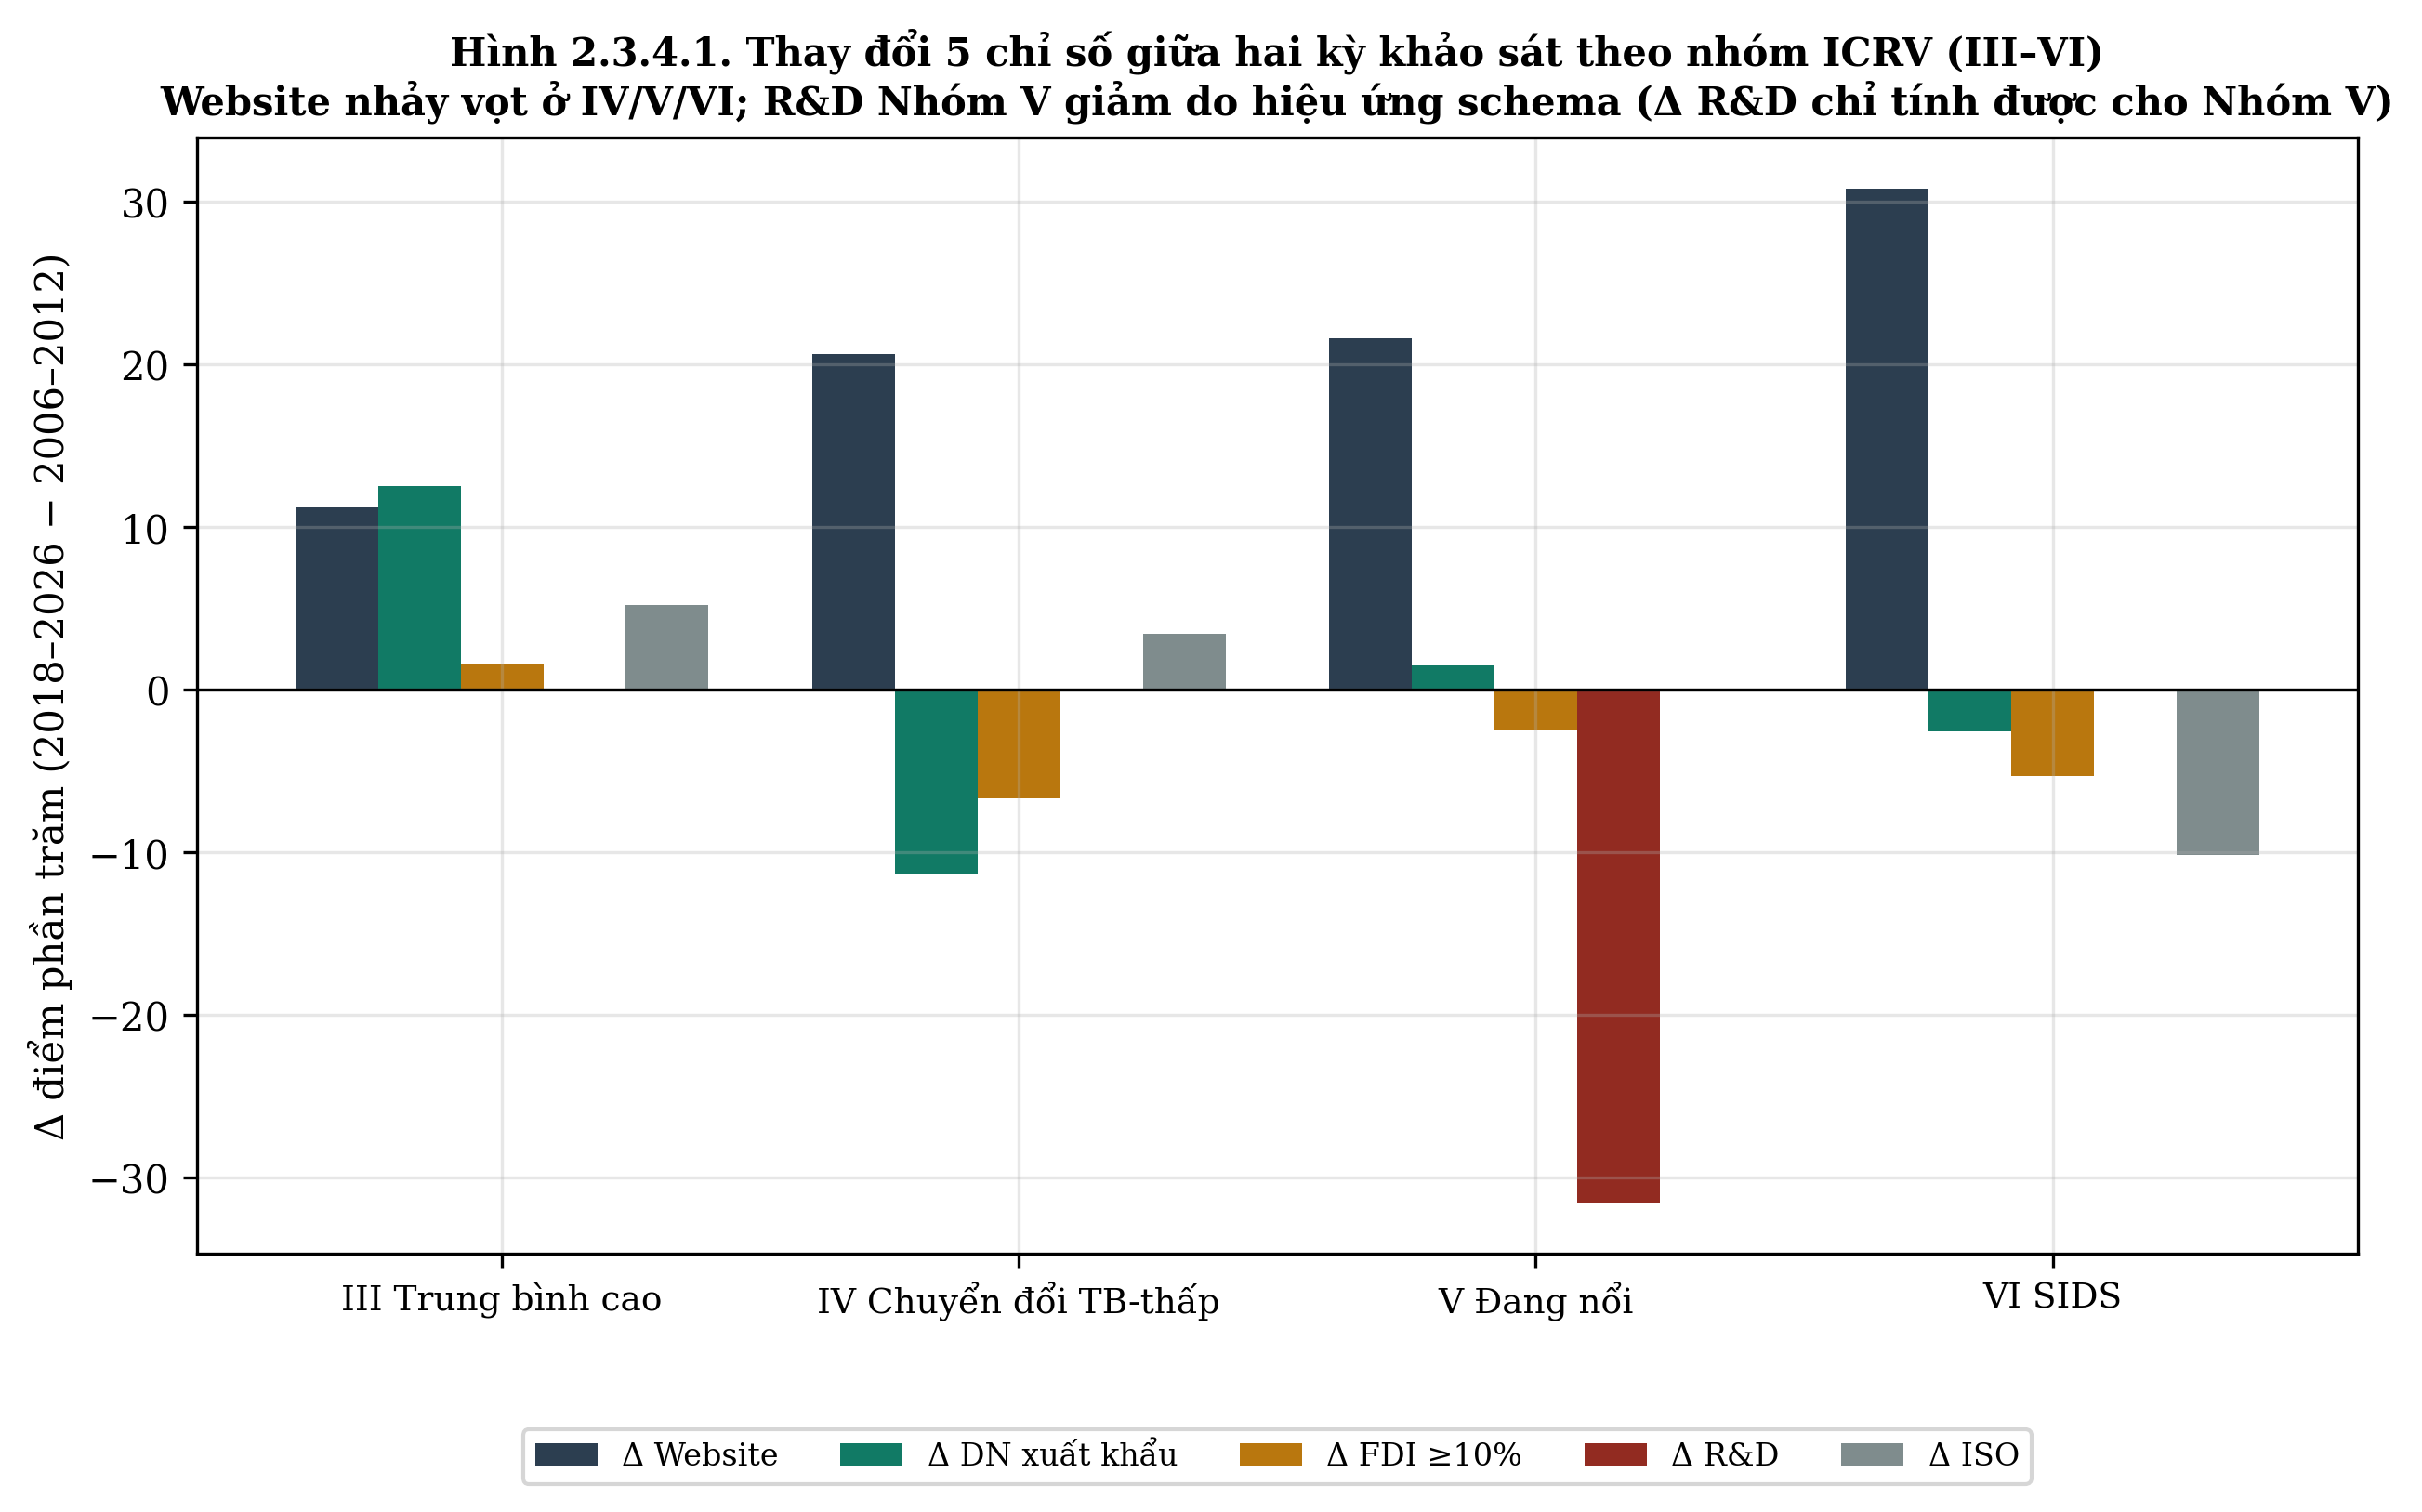 Hình 2.3.4.1. Thay đổi 5 chỉ số giữa hai kỳ khảo sát theo nhóm ICRV (III–VI)
Website nhảy vọt ở IV/V/VI; R&D Nhóm V giảm do hiệu ứng schema (Δ R&D chỉ tính được cho Nhóm V)
Δ điểm phần trăm (2018–2026 − 2006–2012)
30
20
10
0
−10
−20
−30
III Trung bình cao
IV Chuyển đổi TB-thấp
V Đang nổi
VI SIDS
Δ Website
Δ DN xuất khẩu
Δ FDI ≥10%
Δ R&D
Δ ISO